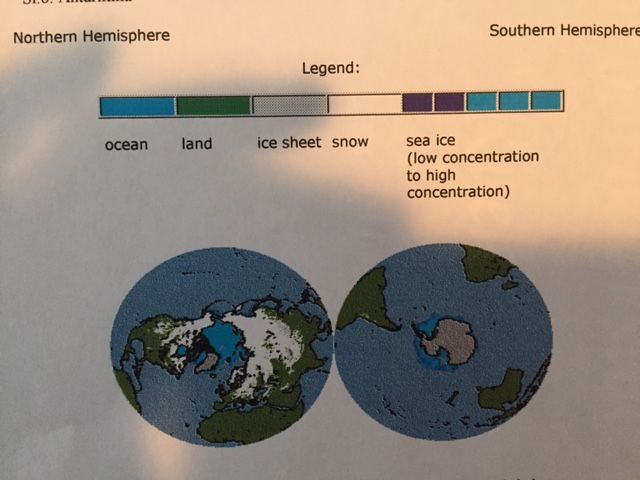 Northern Hemisphere
Southern Hemisphere
Legend:
ocean
land
ice sheet
snow
sea ice
(low concentration
to high
concentration)